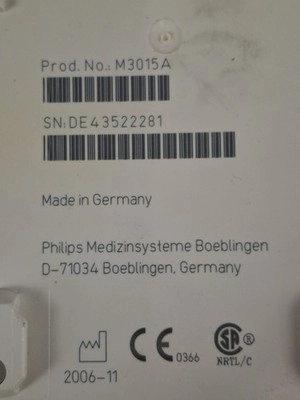 Prod. No.: M3015A
SN:DE43522281
Made in Germany
Philips Medizinsysteme Boeblingen
D-71034 Boeblingen, Germany
2006-11
CE 0366
SA ®
NRTL/C